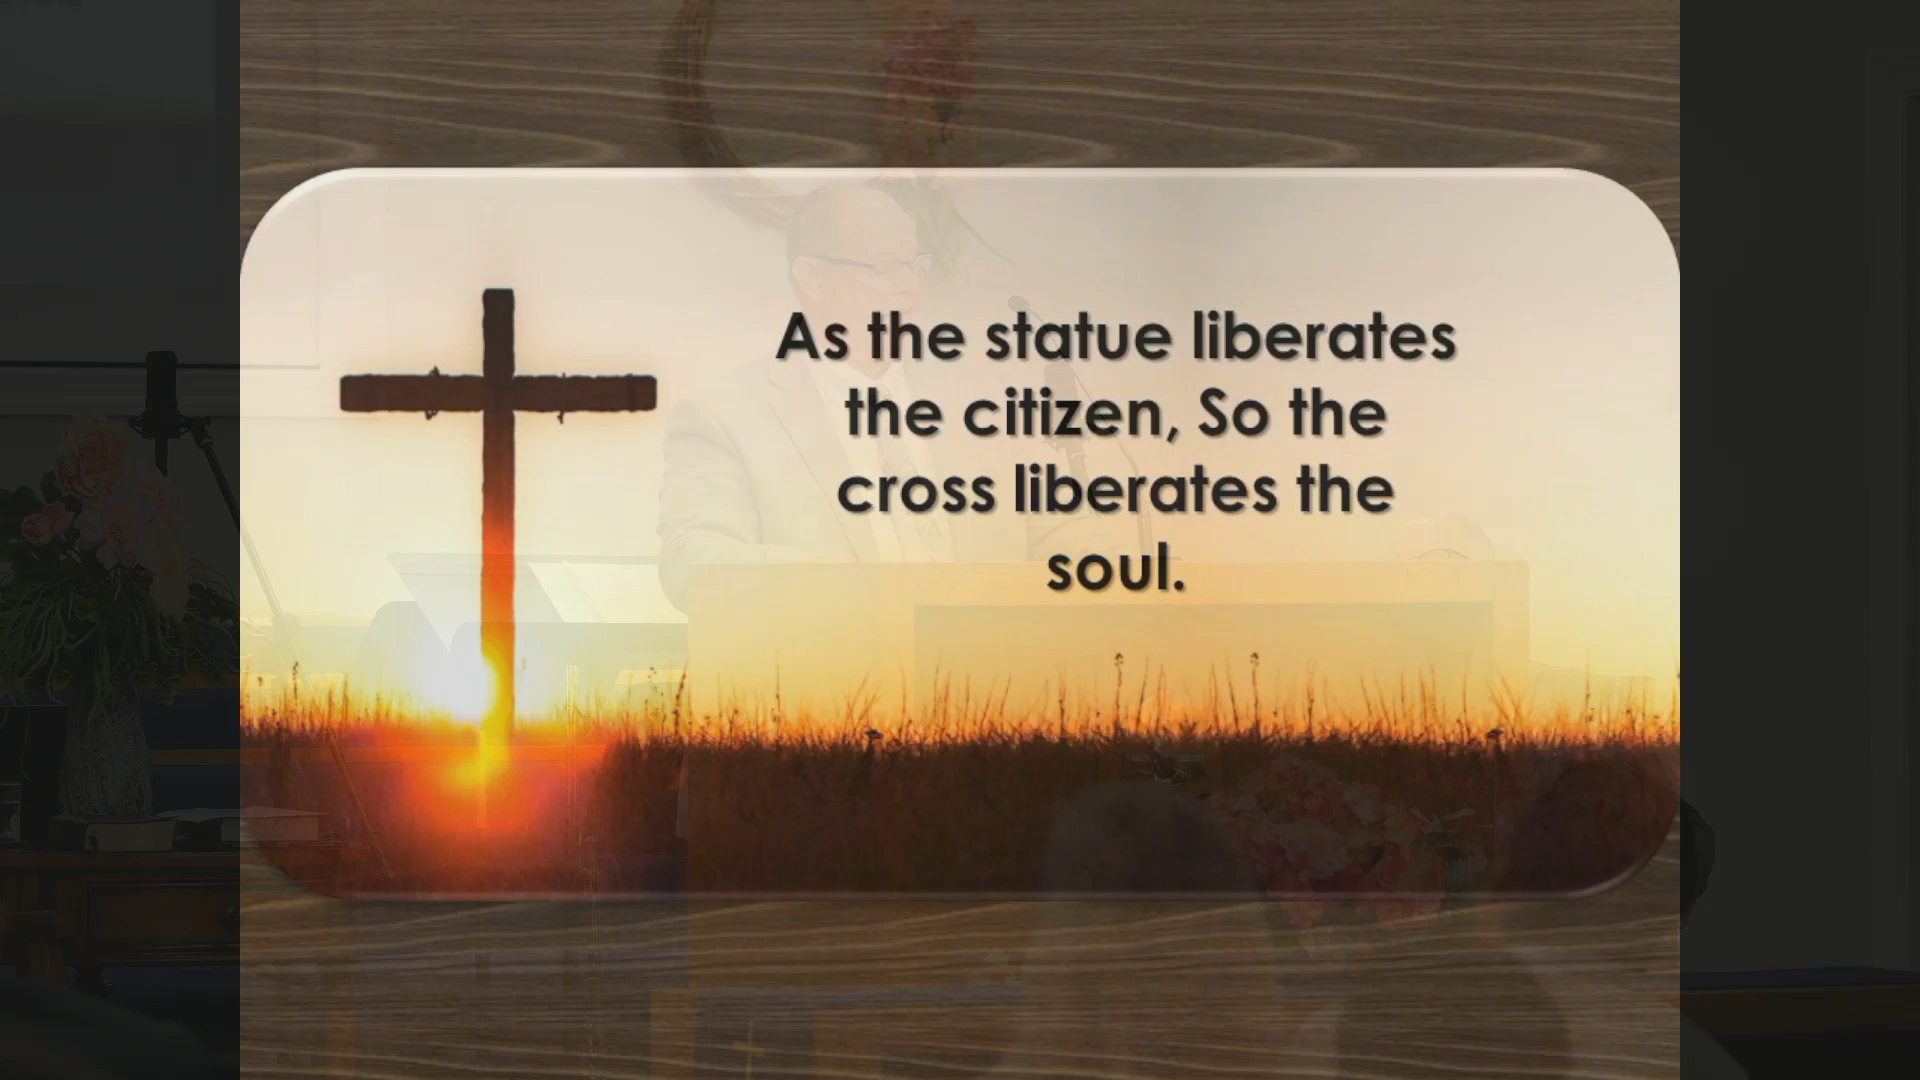 As the statue liberates
the citizen, So the
cross liberates the
soul.